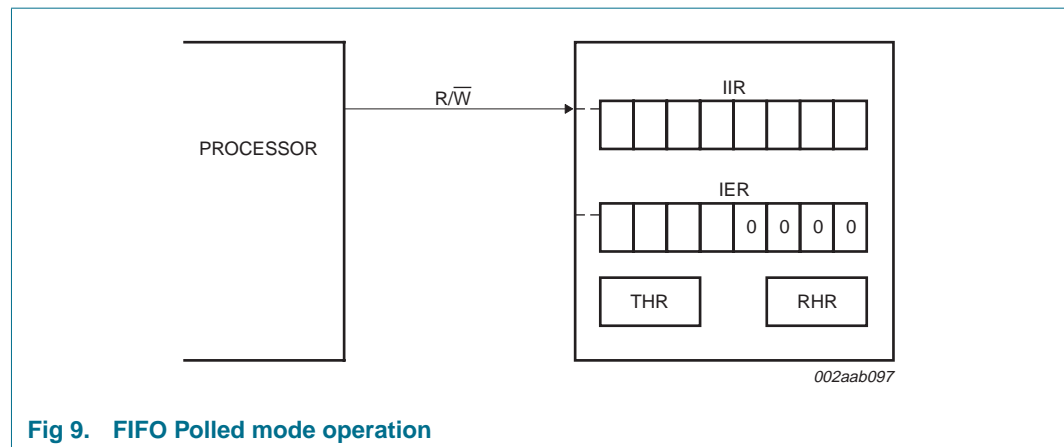 R/W̅
IIR
PROCESSOR
IER
0 0 0 0
THR RHR
002aab097
Fig 9. FIFO Polled mode operation